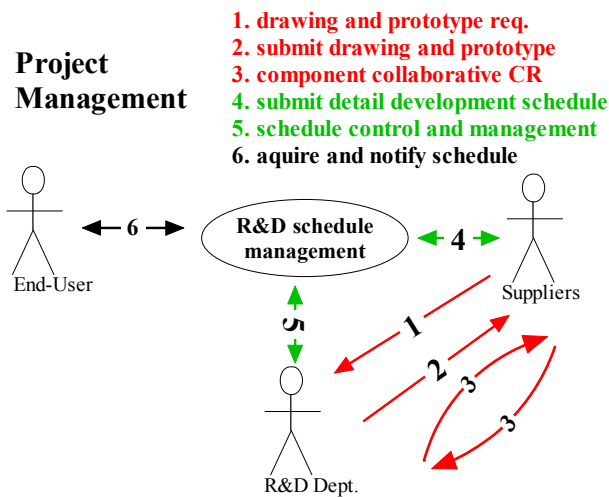 Project
Management
1. drawing and prototype req.
2. submit drawing and prototype
3. component collaborative CR
4. submit detail development schedule
5. schedule control and management
6. aquire and notify schedule
6
R&D schedule
management
4
End-User
Suppliers
5
1
2
3
3
R&D Dept.